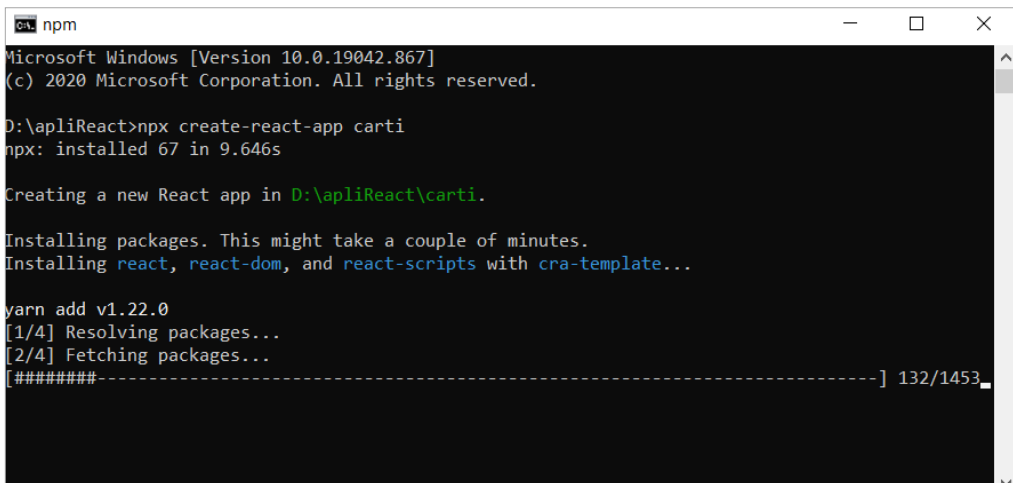 npm
Microsoft Windows [Version 10.0.19042.867]
(c) 2020 Microsoft Corporation. All rights reserved.
D:\apliReact>npx create-react-app carti
npx: installed 67 in 9.646s
Creating a new React app in D:\apliReact\carti.
Installing packages. This might take a couple of minutes.
Installing react, react-dom, and react-scripts with cra-template...
yarn add v1.22.0
[1/4] Resolving packages...
[2/4] Fetching packages...
[########----------------------------------------------------------------------------] 132/1453